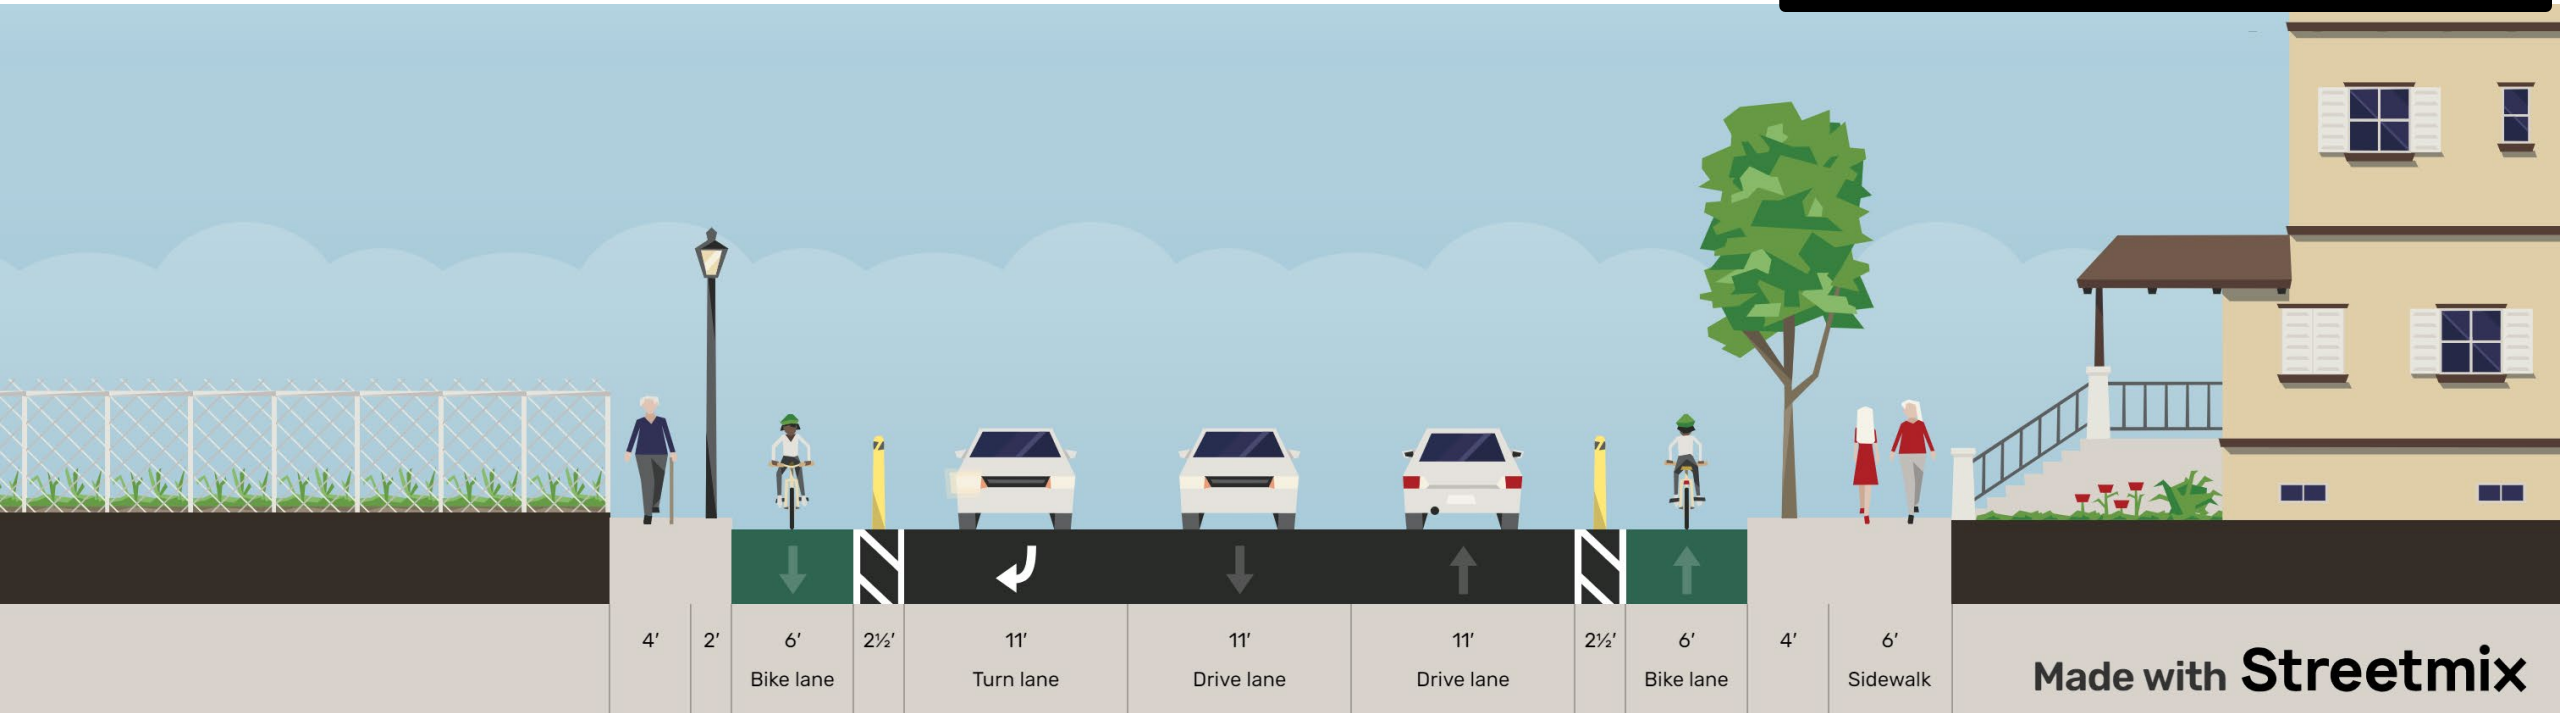 4′ 2′ 6′ 2½′ 11′ 11′ 11′ 2½′ 6′ 4′ 6′
Bike lane Turn lane Drive lane Drive lane Bike lane Sidewalk
Made with Streetmix